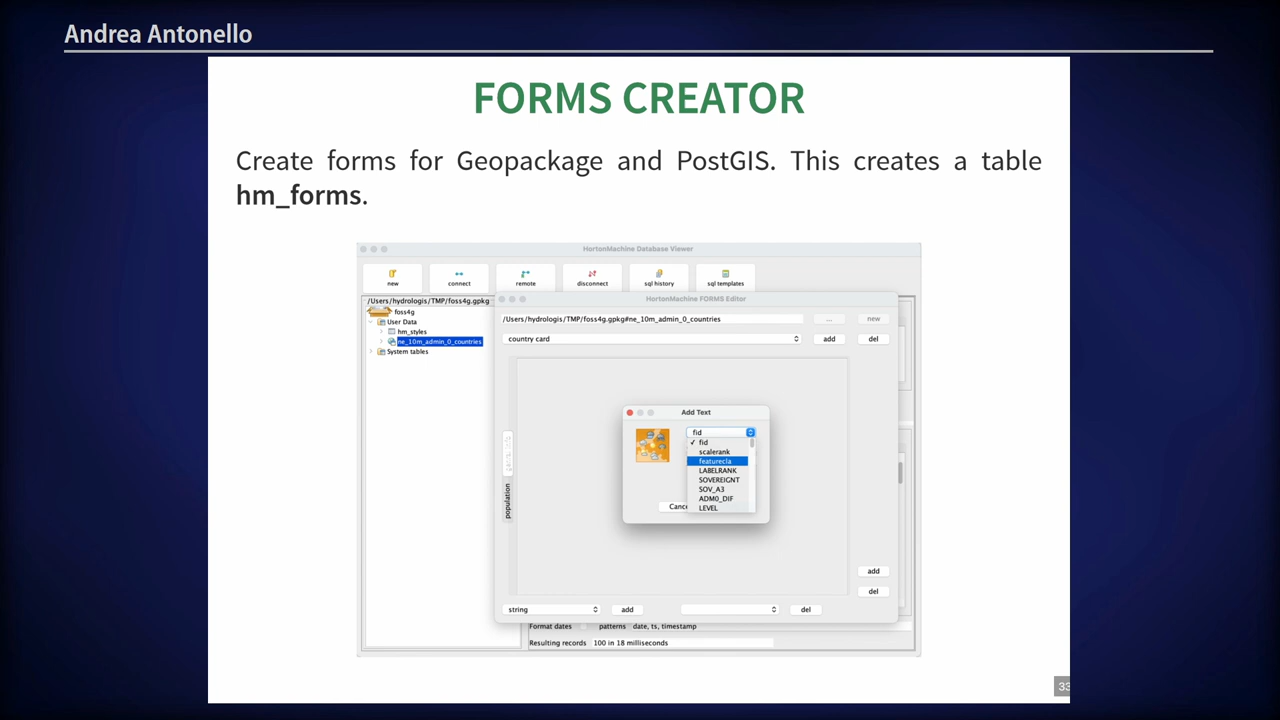 Andrea Antonello
FORMS CREATOR
Create forms for Geopackage and PostGIS. This creates a table
hm_forms.
HortonMachine Database Viewer
new connect remote disconnect sql history sql templates
/Users/hydrologis/TMP/foss4g.gpkg
foss4g
User Data
hm_styles
ne_10m_admin_0_countries
System tables
HortonMachine FORMS Editor
/Users/hydrologis/TMP/foss4g.gpkg#ne_10m_admin_0_countries ... new
country card add del
population
Add Text
fid
✓ fid
scalerank
featurecla
LABELRANK
SOVEREIGNT
SOV_A3
ADM0_DIF
LEVEL
add
del
string add del
Format dates patterns date, ts, timestamp
Resulting records 100 in 18 milliseconds
33